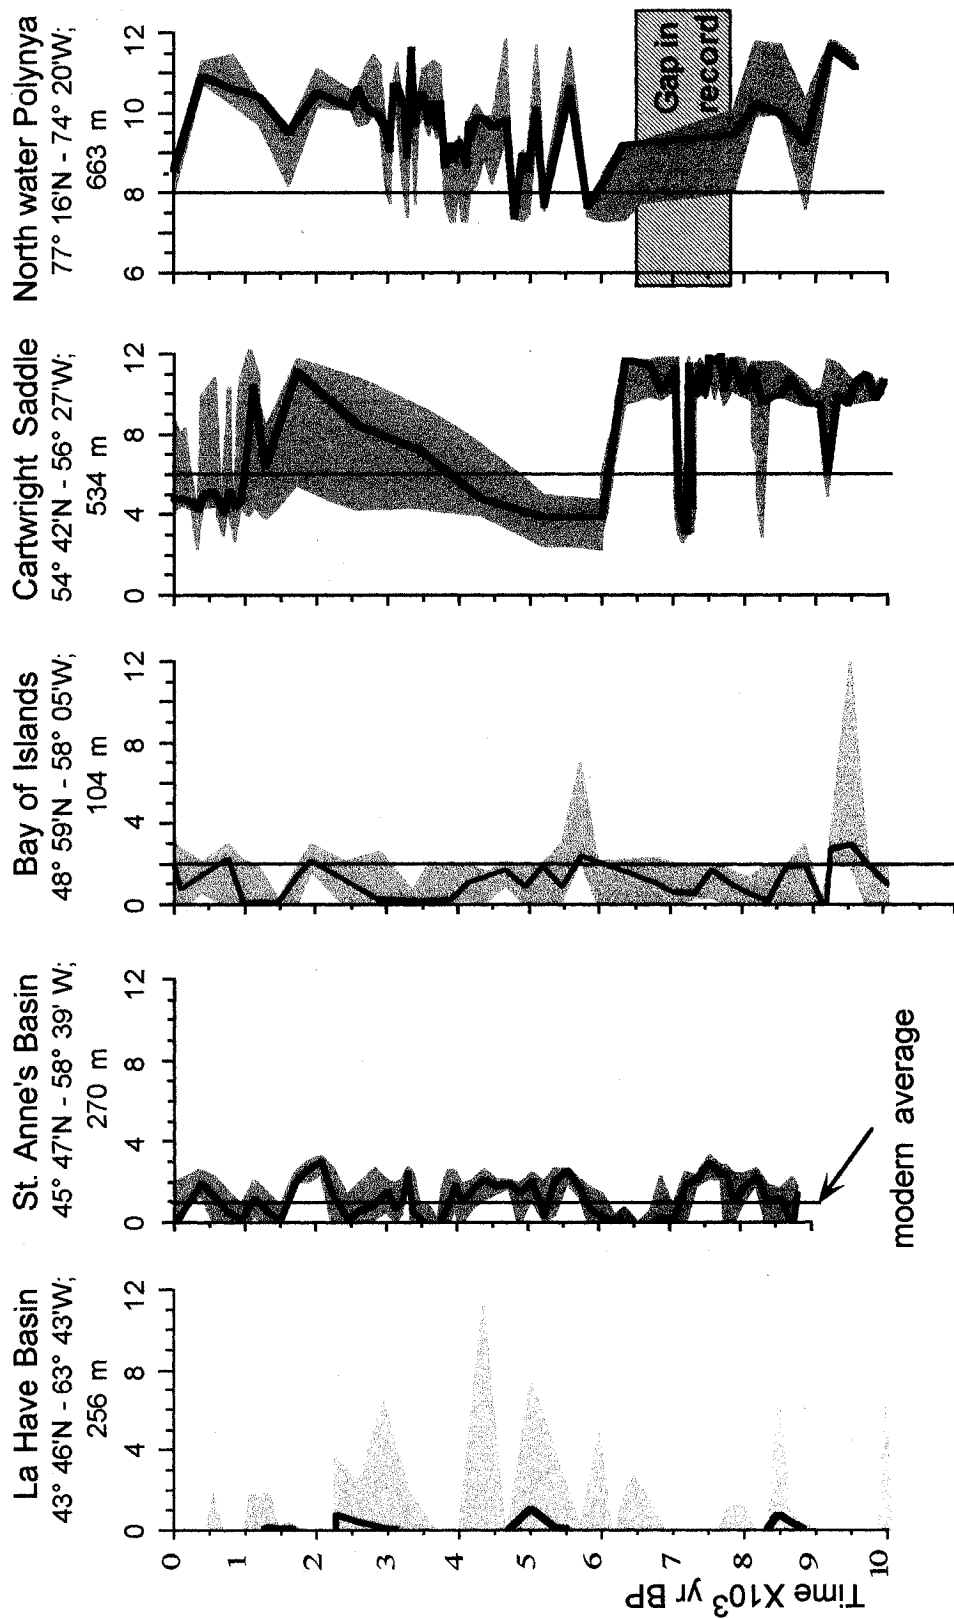 La Have Basin
43° 46'N - 63° 43'W;
256 m
0 4 8 12
St. Anne's Basin
45° 47'N - 58° 39' W;
270 m
0 4 8 12
Bay of Islands
48° 59'N - 58° 05'W;
104 m
0 4 8 12
Cartwright Saddle
54° 42'N - 56° 27'W;
534 m
0 4 8 12
North water Polynya
77° 16'N - 74° 20'W;
663 m
6 8 10 12
Gap in
record
modern average
0 1 2 3 4 5 6 7 8 9 10
Time X10³ yr BP